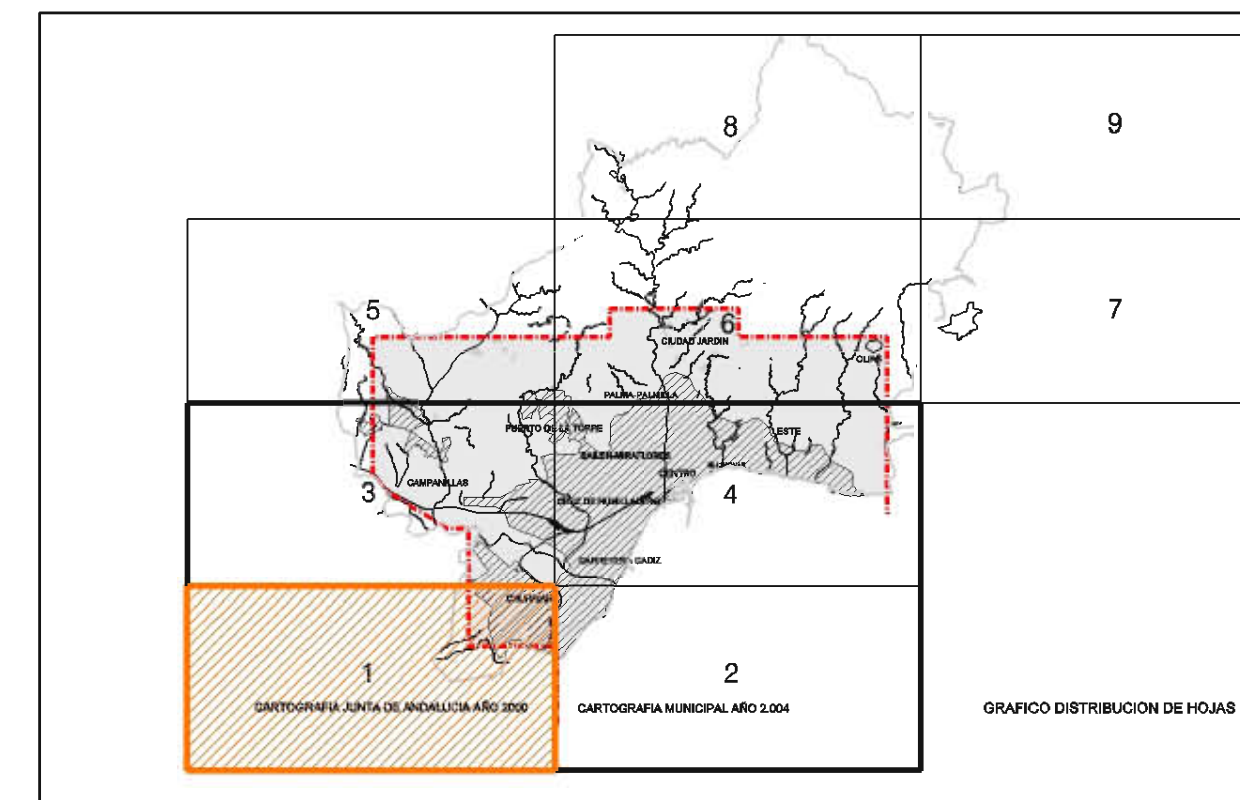 8
9
5
6
7
CIUDAD JARDIN
PALMA-PALMILLA
PUERTO DE LA TORRE
ESTE
BAILEN-MIRAFLORES
CENTRO
CAMPANILLAS
3
4
CRUZ DE HUMILLADERO
CARRETERA CADIZ
CHURRIANA
1
2
CARTOGRAFIA JUNTA DE ANDALUCIA AÑO 2000
CARTOGRAFIA MUNICIPAL AÑO 2.004
GRAFICO DISTRIBUCION DE HOJAS